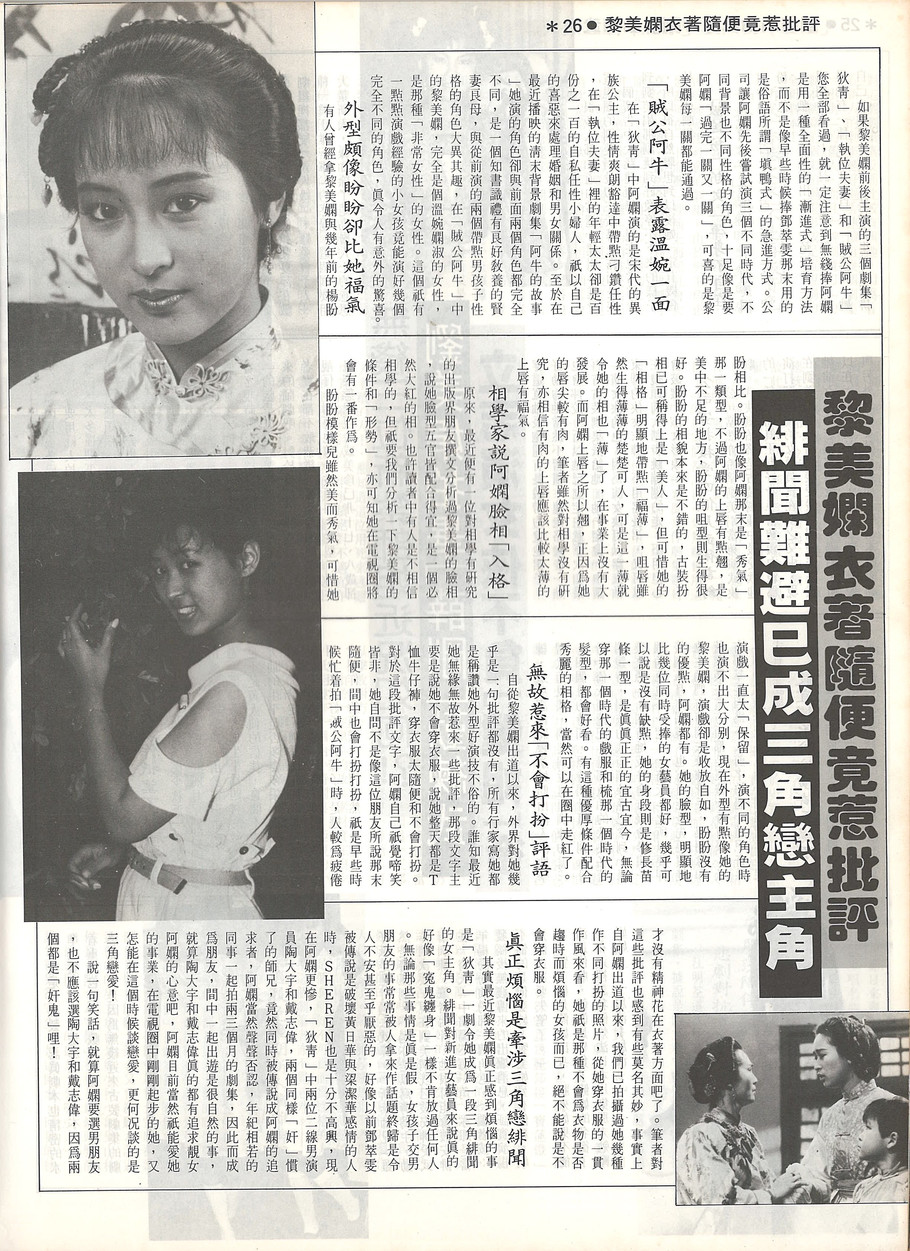 ＊26● 黎美嫻衣著隨便竟惹批評
黎美嫻衣著隨便竟惹批評
緋聞難避已成三角戀主角
如果黎美嫻前後主演的三個劇集「
狄青」、「執位夫妻」和「賊公阿牛」
您全部看過，就一定注意到無綫捧阿嫻
是用一種全面性的「漸進式」培育方法
，而不是像早些時候捧鄧萃雯那末用的
是俗語所謂「塡鴨式」的急進方式。公
司讓阿嫻先後嘗試演三個不同時代，不
同背景也不同性格的角色，十足像是要
阿嫻「過完一關又一關」，可喜的是黎
美嫻每一關都能通過。
「賊公阿牛」表露溫婉一面
在「狄青」中阿嫻演的是宋代的異
族公主，性情爽朗豁達中帶點刁鑽任性
，在「執位夫妻」裡的年輕太太卻是百
份之一百的自私任性小婦人，祇以自己
的喜惡來處理婚姻和男女關係。至於在
最近播映的淸末背景劇集「阿牛的故事
」她演的角色卻與前面兩個角色都完全
不同，是一個知書識禮有良好敎養的賢
妻良母，與從前演的兩個帶點男孩子性
格的角色大異其趣，在「賊公阿牛」中
的黎美嫻，完全是個溫婉嫻淑的女性，
是那種「非常女性」的女性。這個祇有
一點點演戲經驗的小女孩竟能演好幾個
完全不同的角色，眞令人有意外的驚喜。
外型頗像盼盼卻比她福氣
有人曾經拿黎美嫻與幾年前的楊盼
盼相比。盼盼也像阿嫻那末是「秀氣」
那一類型，不過阿嫻的上唇有點翹，是
美中不足的地方，盼盼的咀型則生得很
好。盼盼的相貌本來是不錯的，古裝扮
相已可稱得上是「美人」，但可惜她的
「相格」明顯地帶點「福薄」，咀唇雖
然生得薄薄的楚楚可人，可是這一薄就
令她的相也「薄」了，在事業上沒有大
發展。而阿嫻上唇之所以翹，正因爲她
的唇尖較有肉，筆者雖然對相學沒有硏
究，亦相信有肉的上唇應該比較太薄的
上唇有福氣。
相學家說阿嫻臉相「入格」
原來，最近便有一位對相學有硏究
的出版界朋友撰文分析過黎美嫻的臉相
，說她臉型五官皆配合得宜，是一個必
然大紅的相。也許讀者中有人是不相信
相學的，但祇要我們分析一下黎美嫻的
條件和「形勢」，亦可知她在電視圈將
會有一番作爲。
盼盼模樣兒雖然美而秀氣，可惜她
演戲一直太「保留」，演不同的角色時
也演不出大分別，現在外型有點像她的
黎美嫻，演戲卻是收放自如，盼盼沒有
的優點，阿嫻都有。她的臉型，明顯地
比幾位同時受捧的女藝員都好，幾乎可
以說是沒有缺點，她的身段則是修長苗
條一型，是眞眞正正的宜古宜今，無論
穿那一個時代的戲服和梳那一個時代的
髮型，都會好看。有這種優厚條件配合
秀麗的相格，當然可以在圈中走紅了。
無故惹來「不會打扮」評語
自從黎美嫻出道以來，外界對她幾
乎是一句批評都沒有，所有行家寫她都
是稱讚她外型好演技不俗的。誰知最近
她無緣無故惹來一些批評，那段文字主
要是說她不會穿衣服，說她整天都是T
恤牛仔褲，穿衣服太隨便和不會打扮。
對於這段批評文字，阿嫻自己祇覺啼笑
皆非，她自問不是像這位朋友所說那末
隨便，間中也會打扮打扮，祇是早些時
候忙着拍「賊公阿牛」時，人較爲疲倦
才沒有精神花在衣著方面吧了。筆者對
這些批評也感到有些莫名其妙，事實上
自阿嫻出道以來，我們已拍攝過她幾種
作不同打扮的照片，從她穿衣服的一貫
作風來看，她祇是那種不會爲衣物是否
趨時而煩惱的女孩而已，絕不能說是不
會穿衣服。
眞正煩惱是牽涉三角戀緋聞
其實最近黎美嫻眞正感到煩惱的事
是「狄靑」一劇令她成爲一段三角緋聞
的女主角。緋聞對新進女藝員來說眞的
好像「冤鬼纏身」一樣不肯放過任何人
。無論那些事情是眞是假，女孩子交男
朋友的事常常被人拿來作話題終歸是令
人不安甚至乎厭惡的，好像以前鄧萃雯
被傳說是破壞黃日華與梁潔華感情的人
時，SHEREN也是十分不高興，現
在阿嫻更慘，「狄靑」中兩位二線男演
員陶大宇和戴志偉，兩個同樣「奸」慣
了的師兄，竟然同時被傳說成阿嫻的追
求者，阿嫻當然聲聲否認，年紀相若的
同事一起拍兩三個月的劇集，因此而成
爲朋友，間中一起出遊是很自然的事，
就算陶大宇和戴志偉眞的都有追求靚女
阿嫻的心意吧，阿嫻目前當然祇能愛她
的事業，在電視圈中剛剛起步的她，又
怎能在這個時候談戀愛，更何况談的是
三角戀愛！
說一句笑話，就算阿嫻要選男朋友
，也不應該選陶大宇和戴志偉，因爲兩
個都是「奸鬼」哩！